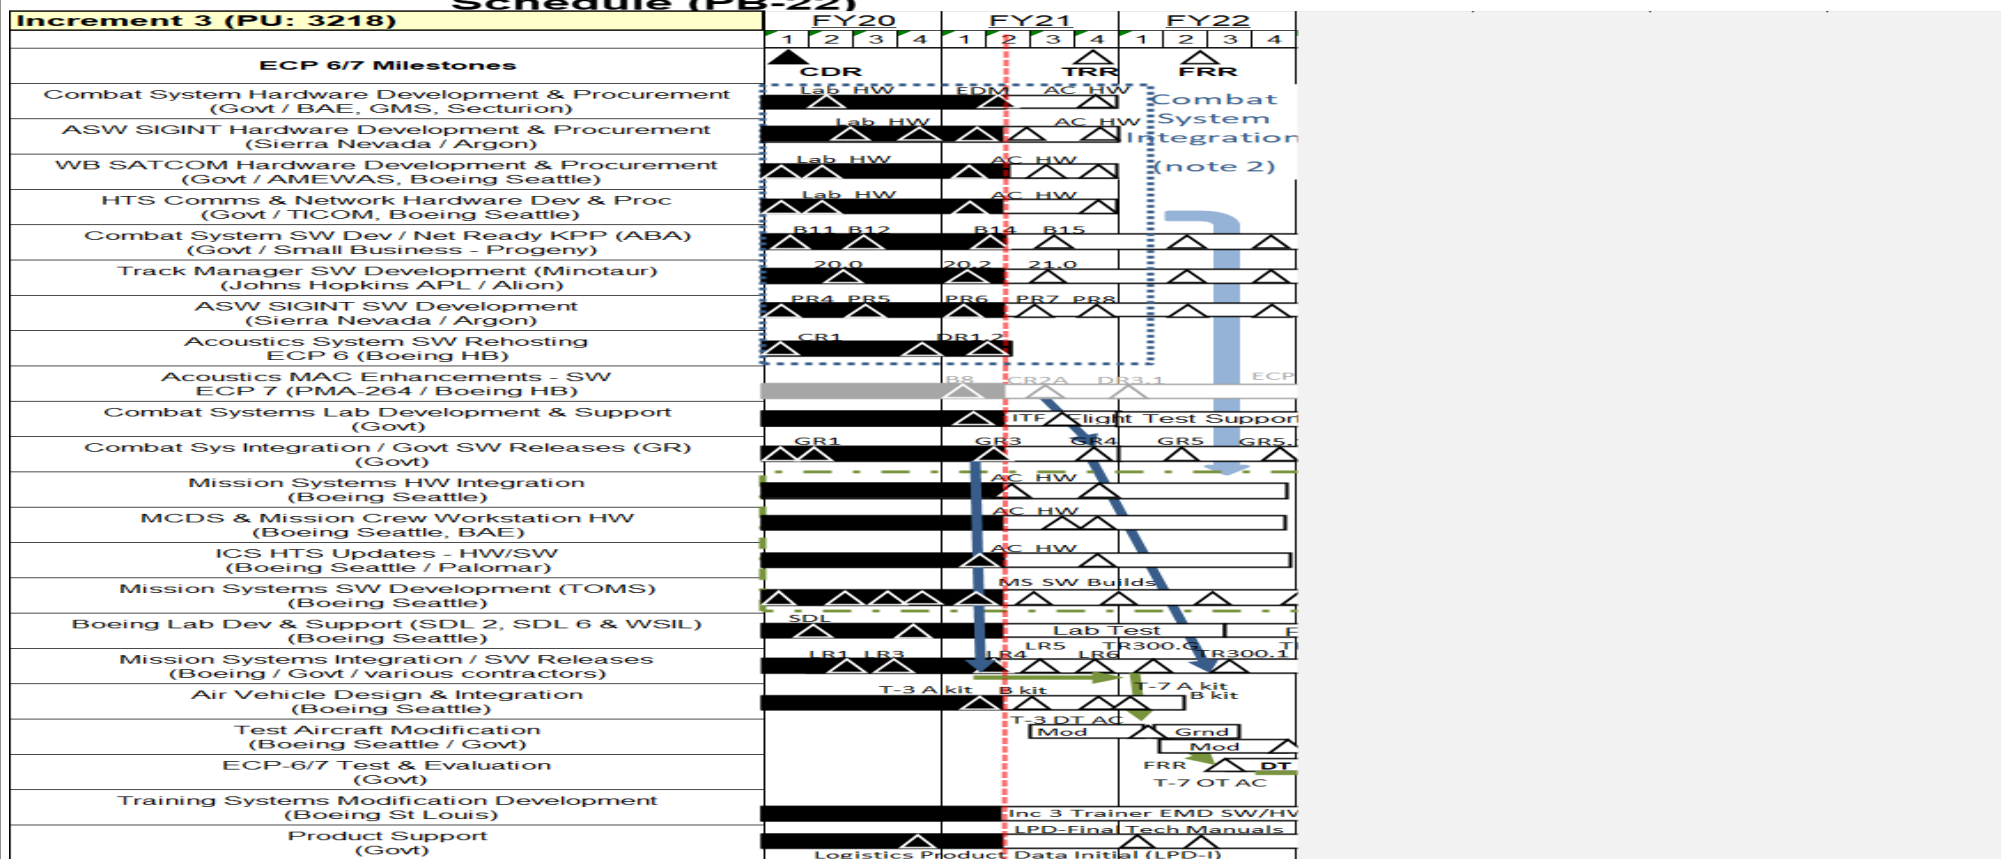 Schedule (PB-22)
Increment 3 (PU: 3218)
FY20 FY21 FY22
1 2 3 4 1 2 3 4 1 2 3 4
ECP 6/7 Milestones
CDR TRR FRR
Combat System Hardware Development & Procurement
(Govt / BAE, GMS, Securtion)
Lab HW EDM AC HW
Combat
System
Integration
(note 2)
ASW SIGINT Hardware Development & Procurement
(Sierra Nevada / Argon)
Lab HW AC HW
WB SATCOM Hardware Development & Procurement
(Govt / AMEWAS, Boeing Seattle)
Lab HW AC HW
HTS Comms & Network Hardware Dev & Proc
(Govt / TICOM, Boeing Seattle)
Lab HW AC HW
Combat System SW Dev / Net Ready KPP (ABA)
(Govt / Small Business - Progeny)
B11 B12 B14 B15
Track Manager SW Development (Minotaur)
(Johns Hopkins APL / Alion)
20.0 20.2 21.0
ASW SIGINT SW Development
(Sierra Nevada / Argon)
PR4 PR5 PR6 PR7 PR8
Acoustics System SW Rehosting
ECP 6 (Boeing HB)
CR1 DR1.2
Acoustics MAC Enhancements - SW
ECP 7 (PMA-264 / Boeing HB)
B8 CR2A DR3.1 ECP
Combat Systems Lab Development & Support
(Govt)
ITF Flight Test Support
Combat Sys Integration / Govt SW Releases (GR)
(Govt)
GR1 GR3 GR4 GR5 GR5.
Mission Systems HW Integration
(Boeing Seattle)
AC HW
MCDS & Mission Crew Workstation HW
(Boeing Seattle, BAE)
AC HW
ICS HTS Updates - HW/SW
(Boeing Seattle / Palomar)
AC HW
Mission Systems SW Development (TOMS)
(Boeing Seattle)
MS SW Builds
Boeing Lab Dev & Support (SDL 2, SDL 6 & WSIL)
(Boeing Seattle)
SDL
Lab Test F
Mission Systems Integration / SW Releases
(Boeing / Govt / various contractors)
LR1 LR3 LR4 LR5 LR6 TR300.G TR300.1
Air Vehicle Design & Integration
(Boeing Seattle)
T-3 A kit B kit T-7 A kit
B kit
Test Aircraft Modification
(Boeing Seattle / Govt)
T-3 DT AC
Mod Grnd
Mod
ECP-6/7 Test & Evaluation
(Govt)
FRR DT
T-7 OT AC
Training Systems Modification Development
(Boeing St Louis)
Inc 3 Trainer EMD SW/HW
Product Support
(Govt)
LPD-Final Tech Manuals
Logistics Product Data Initial (LPD-I)